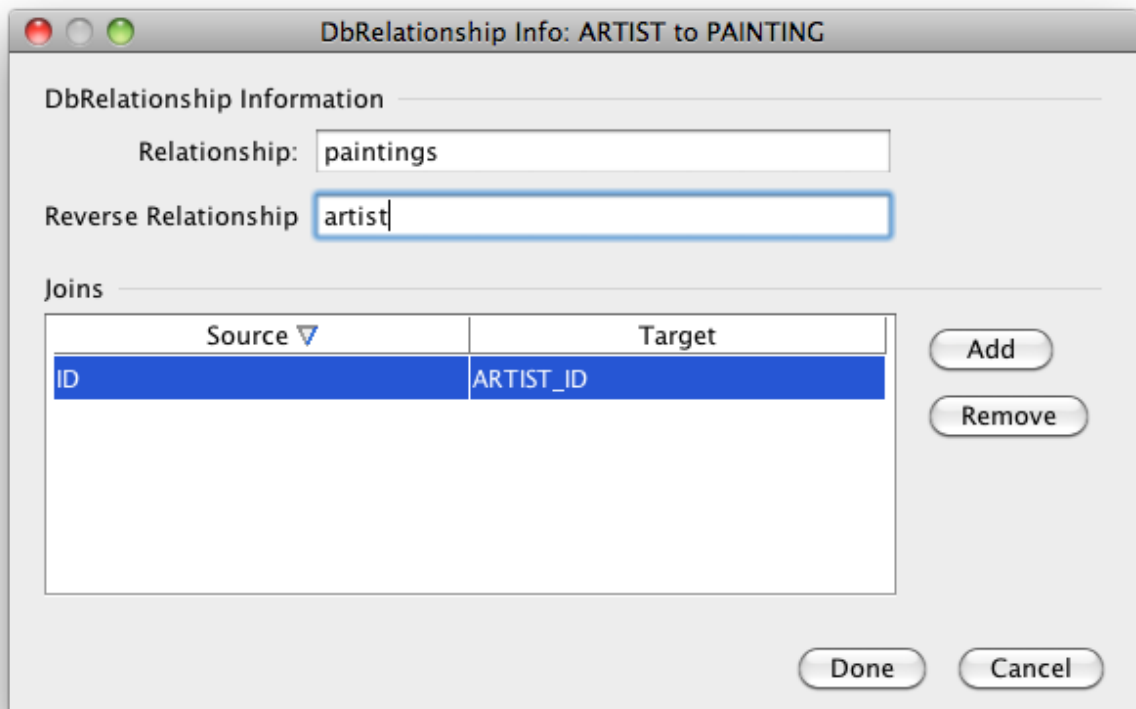 DbRelationship Info: ARTIST to PAINTING
DbRelationship Information
Relationship: paintings
Reverse Relationship artist
Joins
Source Target
ID ARTIST_ID
Add
Remove
Done Cancel